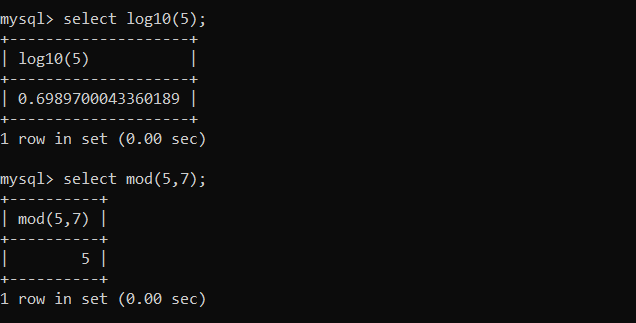 mysql> select log10(5);
+--------------------+
| log10(5)           |
+--------------------+
| 0.6989700043360189 |
+--------------------+
1 row in set (0.00 sec)

mysql> select mod(5,7);
+----------+
| mod(5,7) |
+----------+
|        5 |
+----------+
1 row in set (0.00 sec)